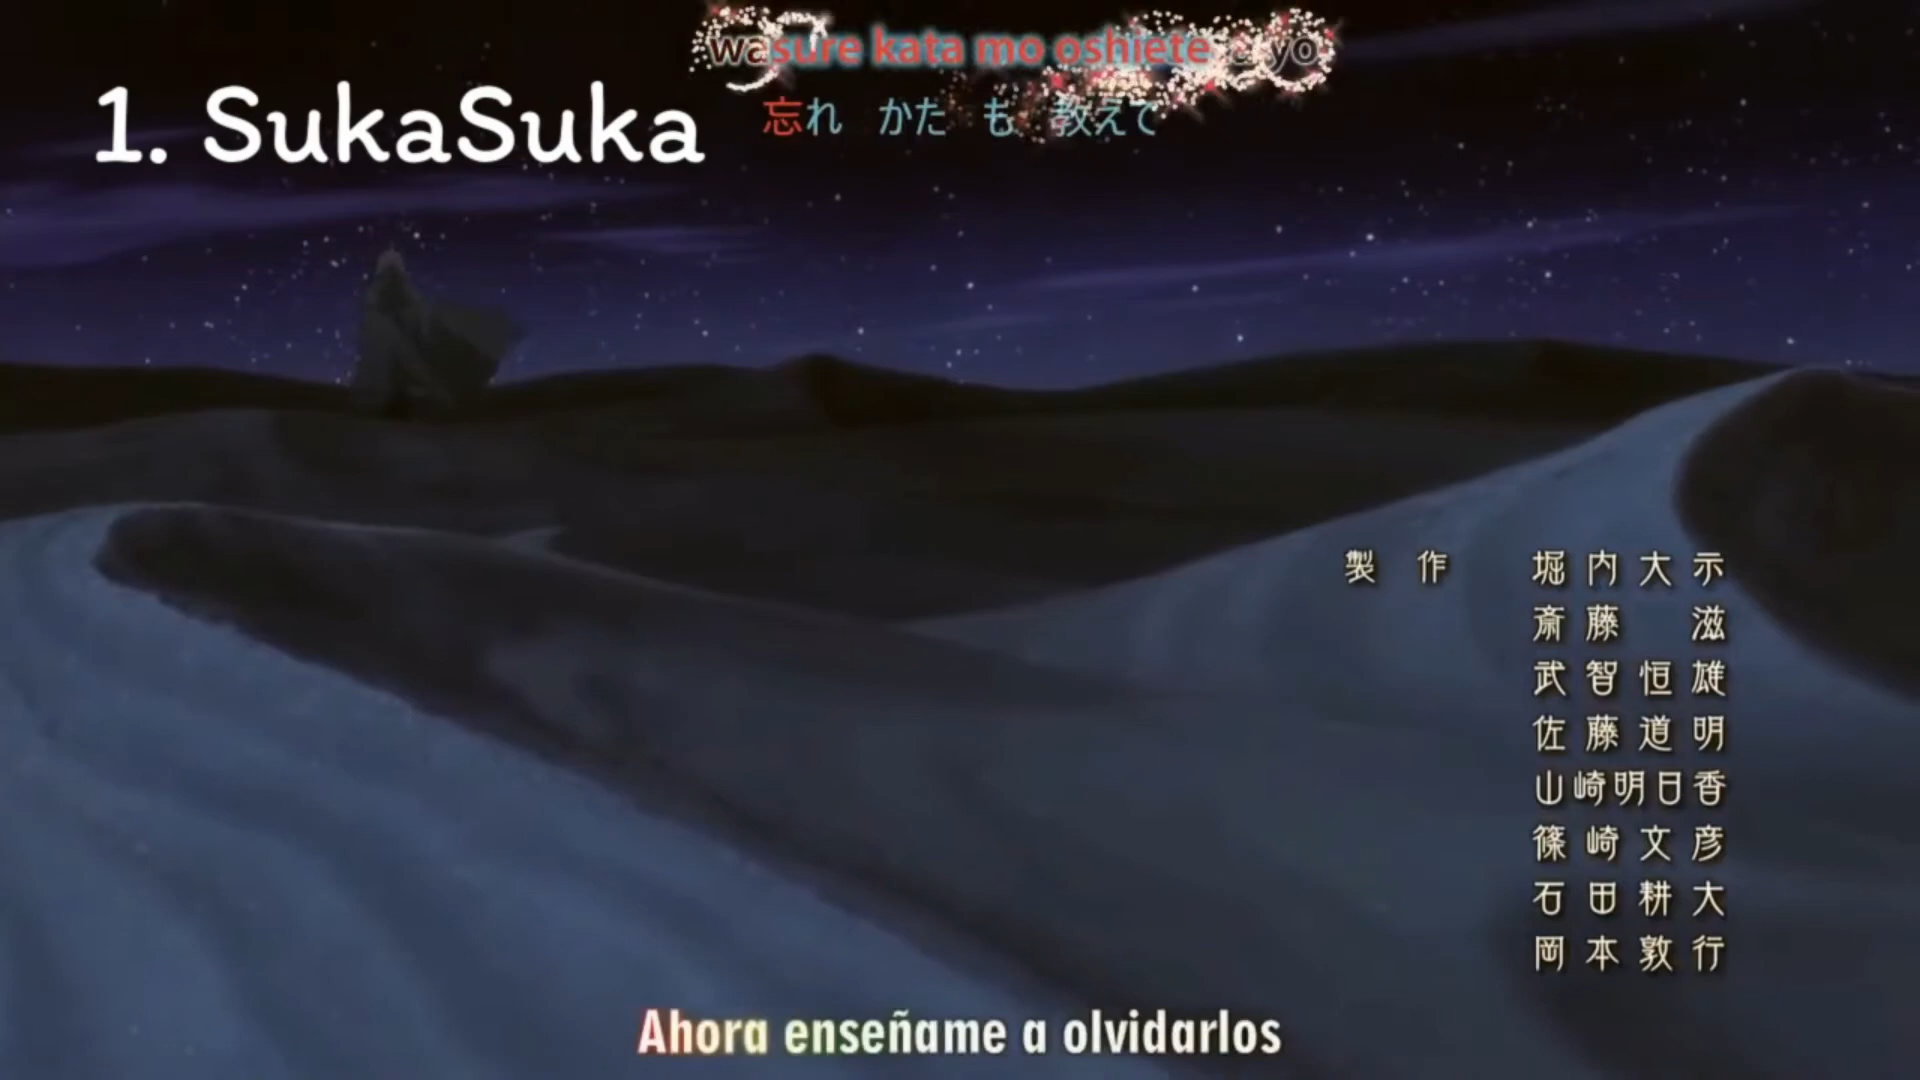 wasure kata mo oshiete yo
1. SukaSuka
忘れ かた も 教えて
製 作 堀内大示
斎藤 滋
武智恒雄
佐藤道明
山崎明日香
篠崎文彦
石田耕大
岡本敦行
Ahora enseñame a olvidarlos